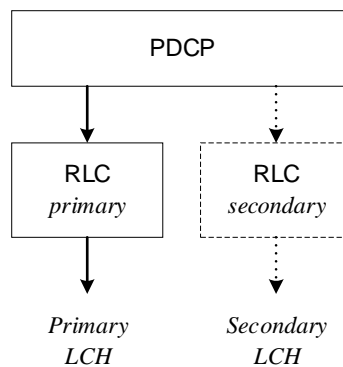 PDCP
RLC
primary
RLC
secondary
Primary
LCH
Secondary
LCH